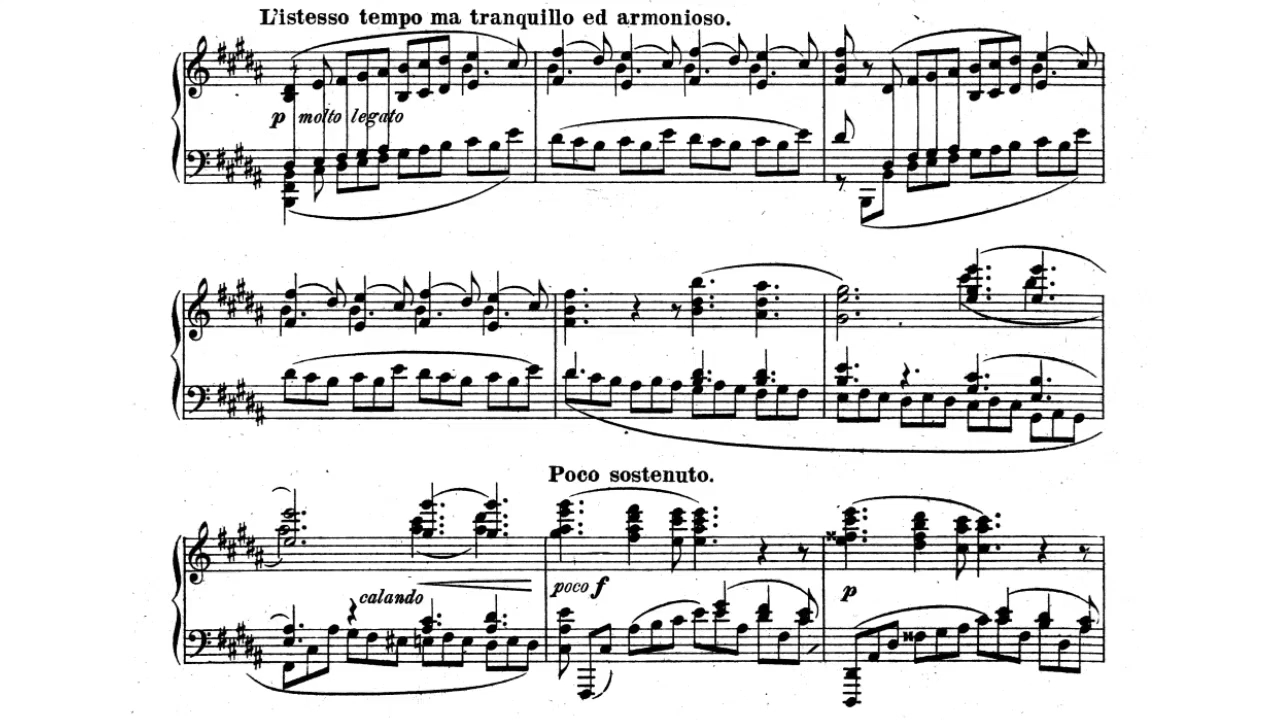 L'istesso tempo ma tranquillo ed armonioso.
p molto legato
Poco sostenuto.
calando
poco f
p